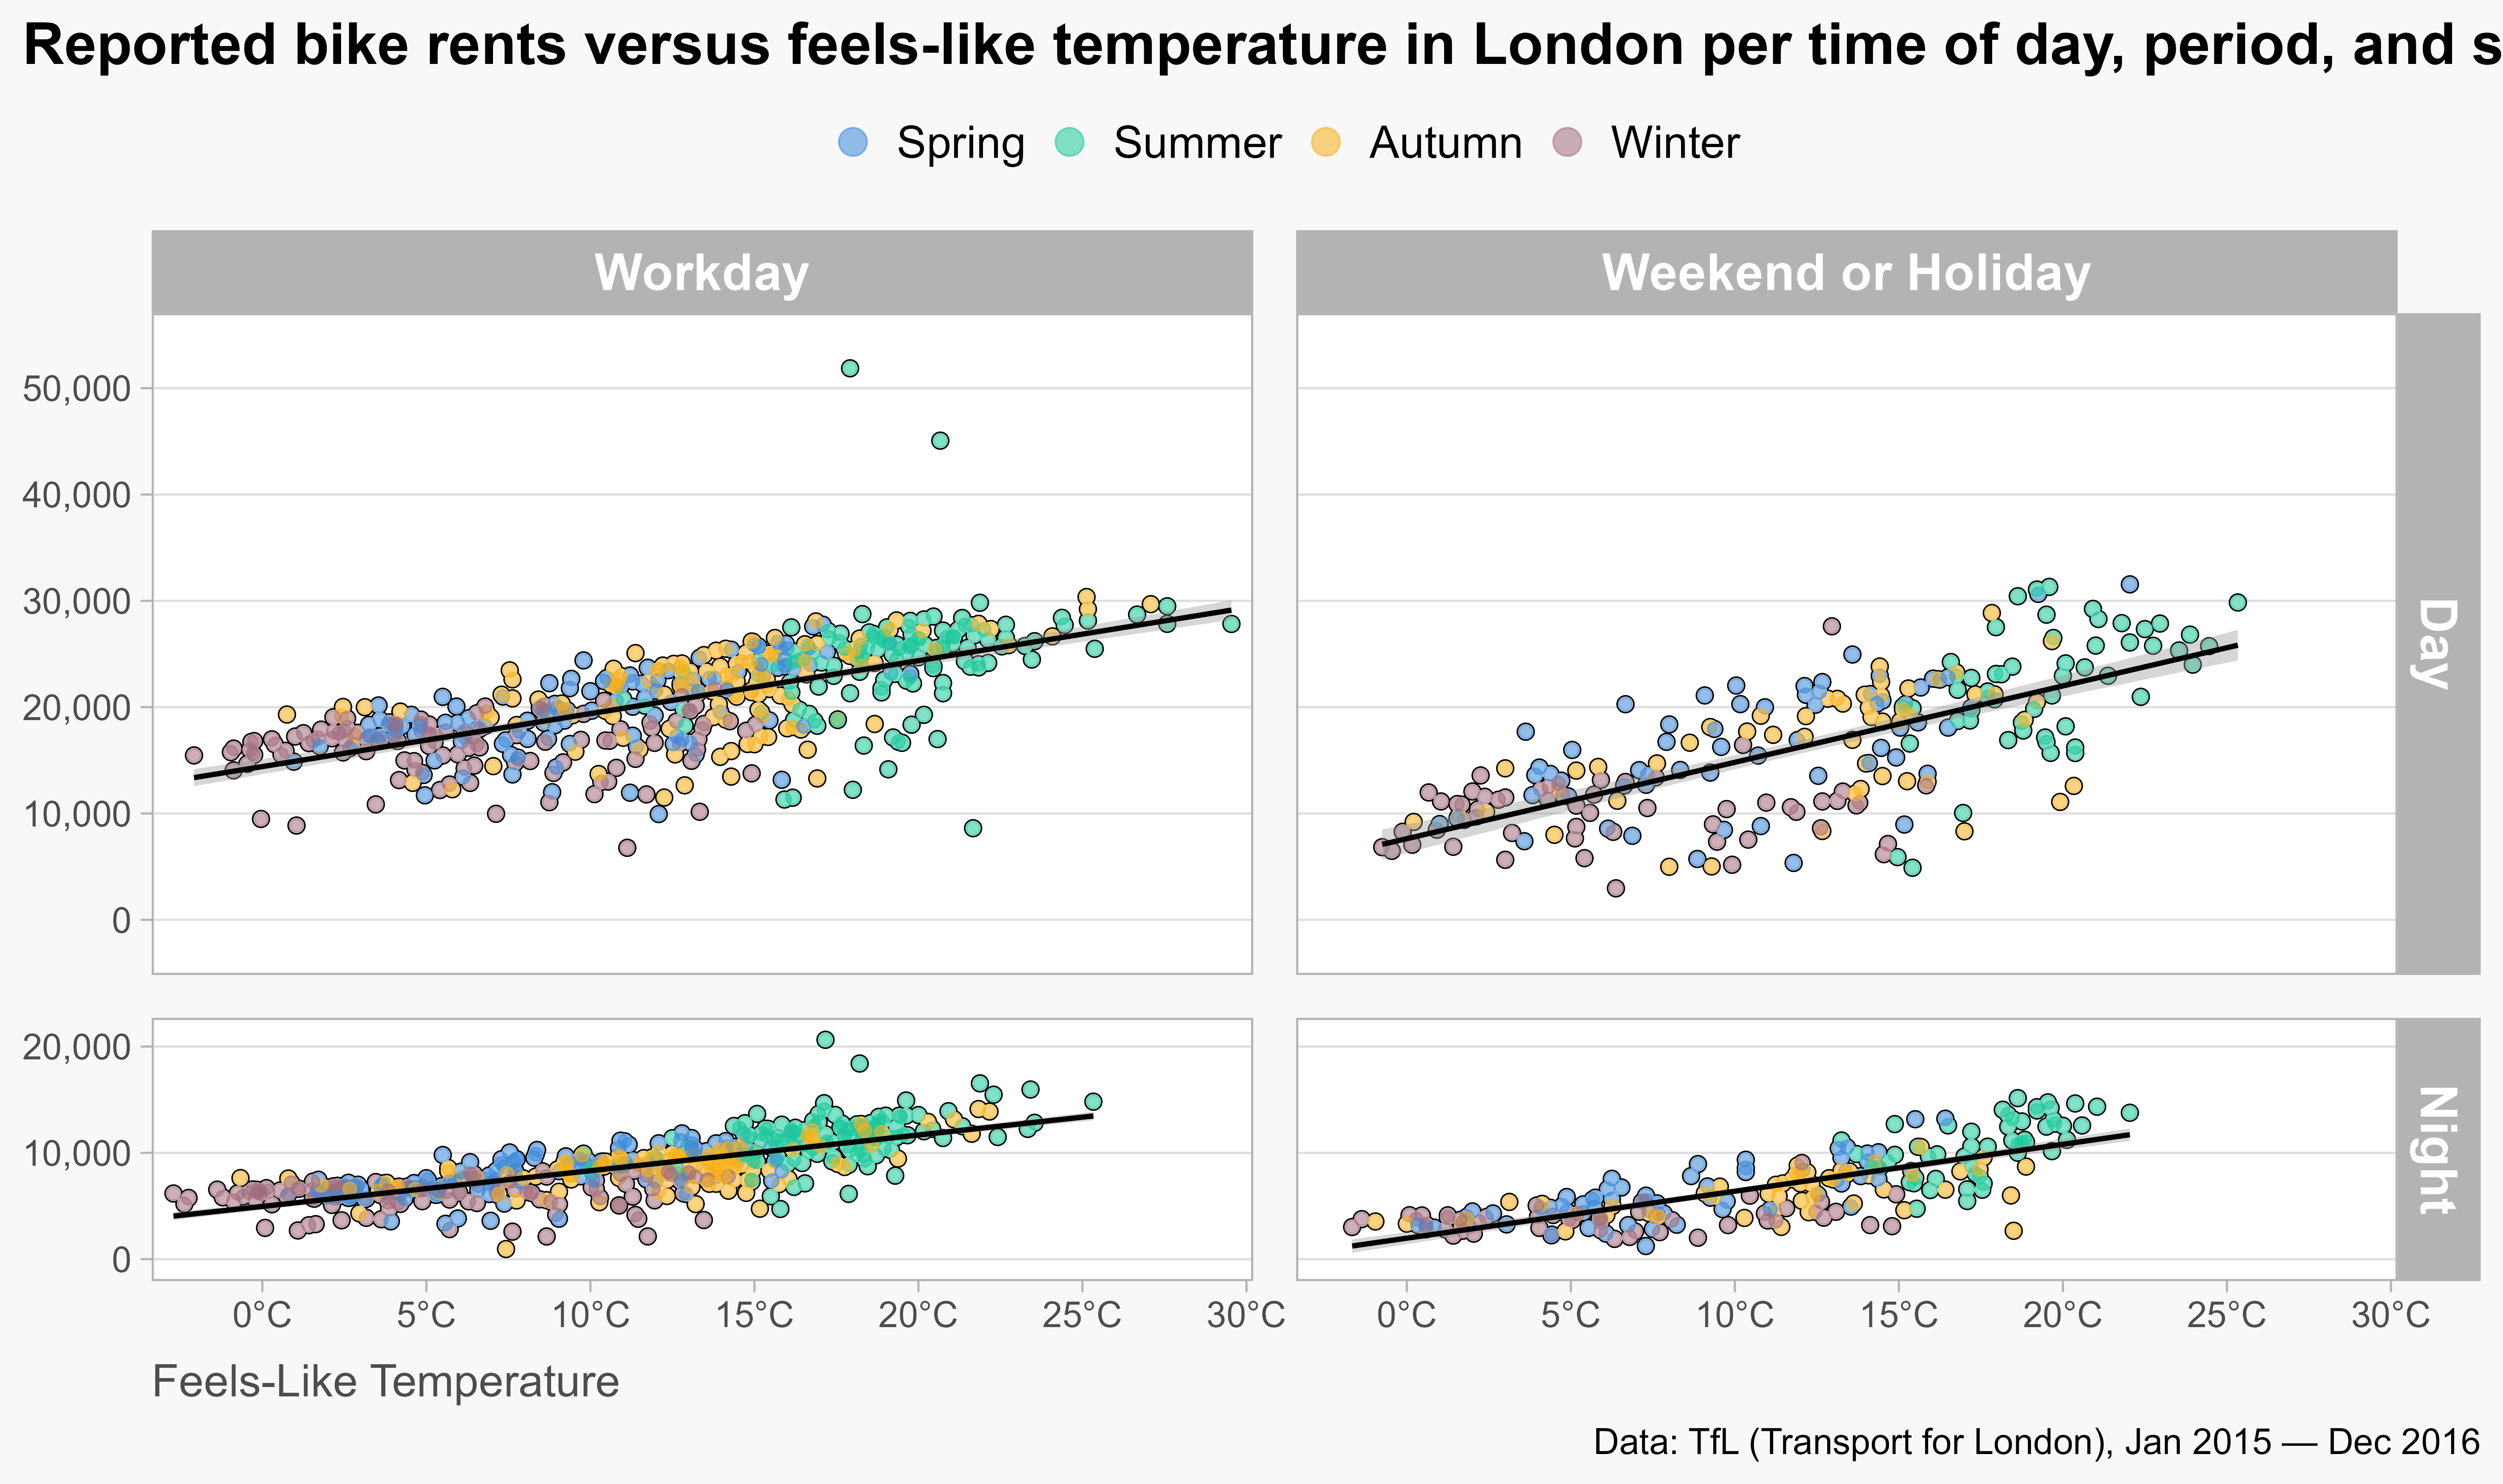 Reported bike rents versus feels-like temperature in London per time of day, period, and s
Spring Summer Autumn Winter
Workday Weekend or Holiday
50,000
40,000
30,000
20,000
10,000
0
Day
20,000
10,000
0
Night
0°C 5°C 10°C 15°C 20°C 25°C 30°C 0°C 5°C 10°C 15°C 20°C 25°C 30°C
Feels-Like Temperature
Data: TfL (Transport for London), Jan 2015 — Dec 2016